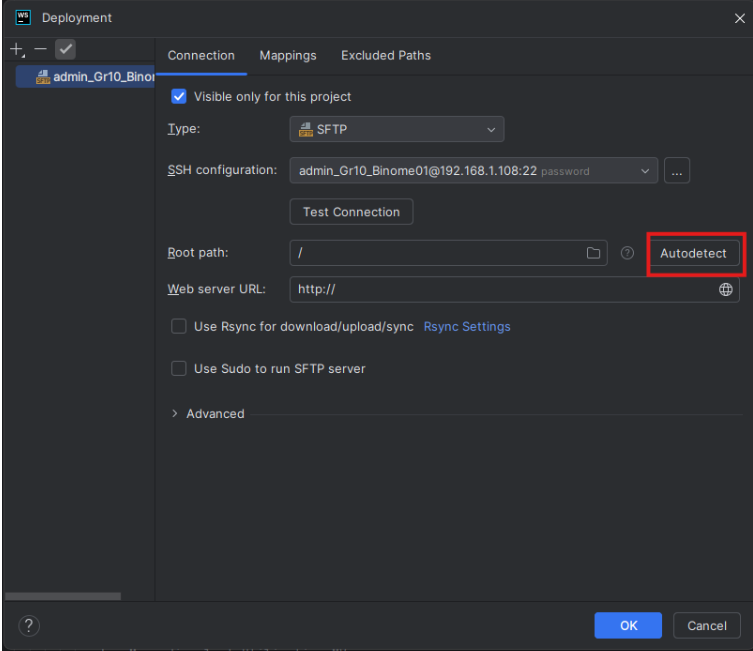 WS Deployment
admin_Gr10_Binor
Connection Mappings Excluded Paths
Visible only for this project
Type: SFTP
SSH configuration: admin_Gr10_Binome01@192.168.1.108:22 password ...
Test Connection
Root path: / ? Autodetect
Web server URL: http://
Use Rsync for download/upload/sync Rsync Settings
Use Sudo to run SFTP server
Advanced
? OK Cancel